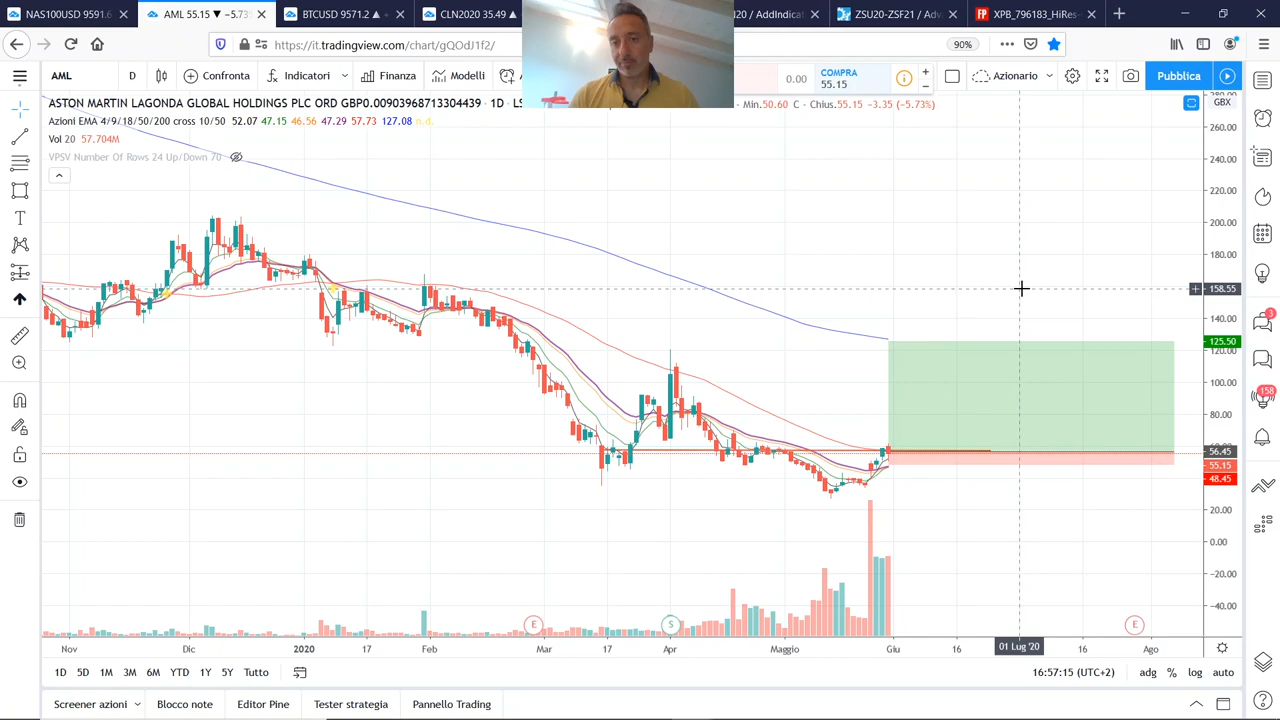 NAS100USD 9591.6
AML 55.15 ▼ −5.73%
BTCUSD 9571.2 ▲ +
CLN2020 35.49 ▲
20 / AddIndicat
ZSU20-ZSF21 / Adv
XPB_796183_HiRes
https://it.tradingview.com/chart/gQOdJ1f2/
90%
AML
D
Confronta
Indicatori
Finanza
Modelli
0.00
COMPRA
55.15
Azionario
Pubblica
ASTON MARTIN LAGONDA GLOBAL HOLDINGS PLC ORD GBP0.00903968713304439 • 1D • LS
Min.50.60 C • Chius.55.15 −3.35 (−5.73%)
GBX
Azioni EMA 4/9/18/50/200 cross 10/50 52.07 47.15 46.56 47.29 57.73 127.08 n.d.
Vol 20 57.704M
VPSV Number Of Rows 24 Up/Down 70
280.00
260.00
240.00
220.00
200.00
180.00
158.55
140.00
125.50
120.00
100.00
80.00
60.00
56.45
55.15
48.45
20.00
0.00
−20.00
−40.00
E
S
E
3
158
Nov
Dic
2020
17
Feb
Mar
17
Apr
Maggio
Giu
16
01 Lug '20
16
Ago
1D 5D 1M 3M 6M YTD 1Y 5Y Tutto
16:57:15 (UTC+2)
adg % log auto
Screener azioni
Blocco note
Editor Pine
Tester strategia
Pannello Trading